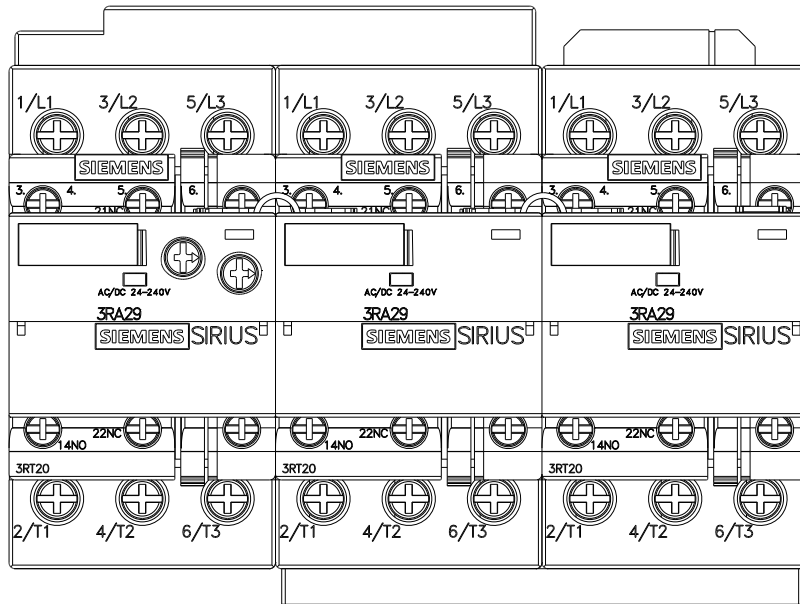 1/L1 3/L2 5/L3 1/L1 3/L2 5/L3 1/L1 3/L2 5/L3
SIEMENS SIEMENS SIEMENS
3. 4. 5. 6. 3. 4. 5. 6. 3. 4. 5. 6.
21NC 21NC 21NC
AC/DC 24-240V AC/DC 24-240V AC/DC 24-240V
3RA29 3RA29 3RA29
SIEMENS SIRIUS SIEMENS SIRIUS SIEMENS SIRIUS
22NC 22NC 22NC
14NO 14NO 14NO
3RT20 3RT20 3RT20
2/T1 4/T2 6/T3 2/T1 4/T2 6/T3 2/T1 4/T2 6/T3